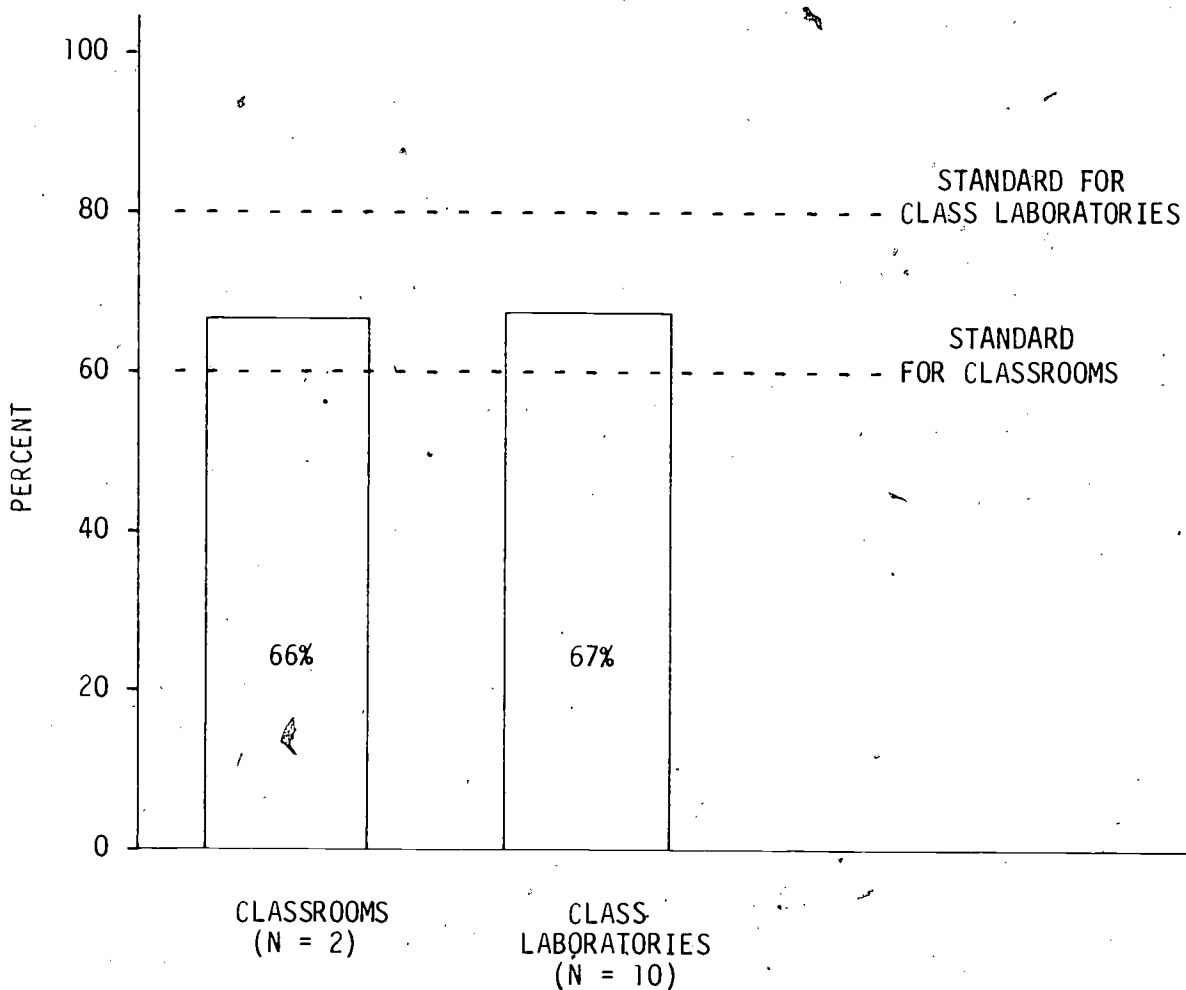 100
80
60
40
20
0
PERCENT
STANDARD FOR
CLASS LABORATORIES
STANDARD
FOR CLASSROOMS
66%
67%
CLASSROOMS
(N = 2)
CLASS
LABORATORIES
(N = 10)